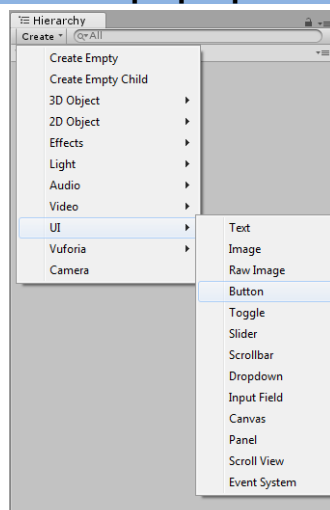 Hierarchy
Create
All
Create Empty
Create Empty Child
3D Object
2D Object
Effects
Light
Audio
Video
UI
Vuforia
Camera
Text
Image
Raw Image
Button
Toggle
Slider
Scrollbar
Dropdown
Input Field
Canvas
Panel
Scroll View
Event System